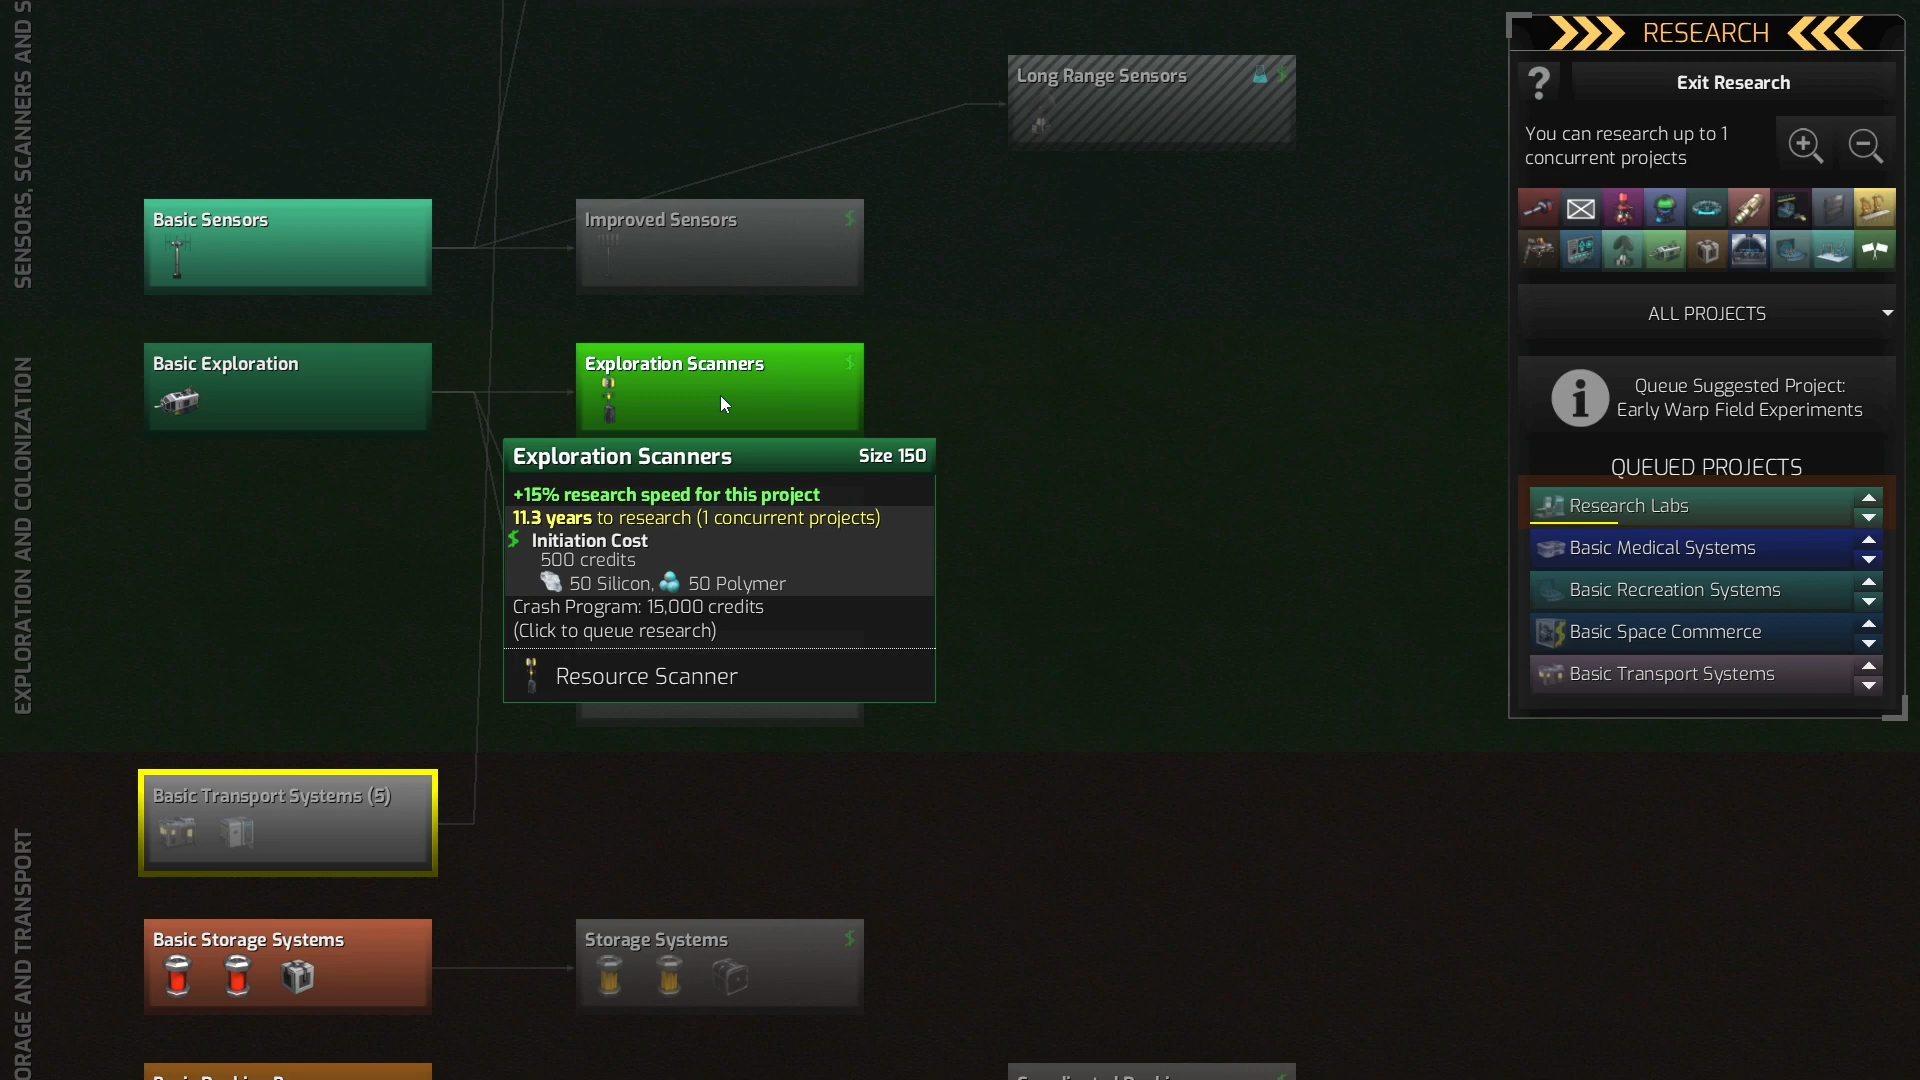 SENSORS, SCANNERS AND S
EXPLORATION AND COLONIZATION
ORAGE AND TRANSPORT
Long Range Sensors
Basic Sensors
Improved Sensors
Basic Exploration
Exploration Scanners
Exploration Scanners Size 150
+15% research speed for this project
11.3 years to research (1 concurrent projects)
Initiation Cost
500 credits
50 Silicon, 50 Polymer
Crash Program: 15,000 credits
(Click to queue research)
Resource Scanner
Basic Transport Systems (5)
Basic Storage Systems
Storage Systems
RESEARCH
Exit Research
You can research up to 1
concurrent projects
ALL PROJECTS
Queue Suggested Project:
Early Warp Field Experiments
QUEUED PROJECTS
Research Labs
Basic Medical Systems
Basic Recreation Systems
Basic Space Commerce
Basic Transport Systems